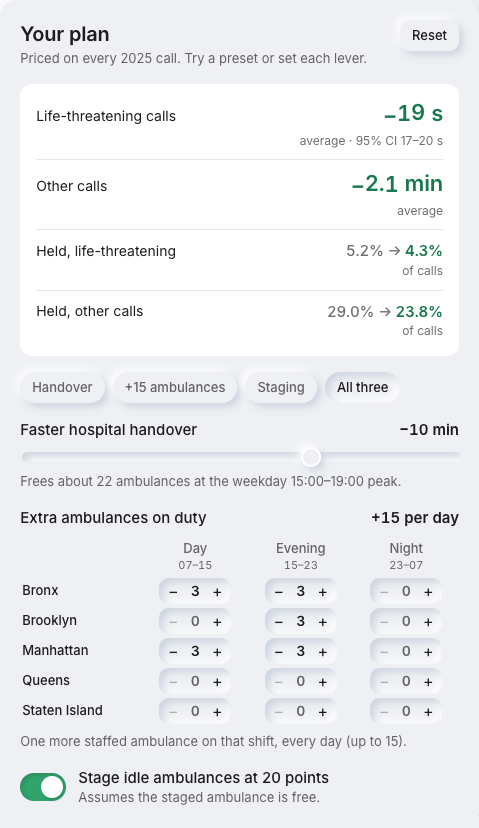 Your plan
Reset
Priced on every 2025 call. Try a preset or set each lever.
Life-threatening calls
−19 s
average · 95% CI 17–20 s
Other calls
−2.1 min
average
Held, life-threatening
5.2% → 4.3%
of calls
Held, other calls
29.0% → 23.8%
of calls
Handover +15 ambulances Staging All three
Faster hospital handover −10 min
Frees about 22 ambulances at the weekday 15:00–19:00 peak.
Extra ambulances on duty +15 per day
Day Evening Night
07–15 15–23 23–07
Bronx − 3 + − 3 + − 0 +
Brooklyn − 0 + − 3 + − 0 +
Manhattan − 3 + − 3 + − 0 +
Queens − 0 + − 0 + − 0 +
Staten Island − 0 + − 0 + − 0 +
One more staffed ambulance on that shift, every day (up to 15).
Stage idle ambulances at 20 points
Assumes the staged ambulance is free.